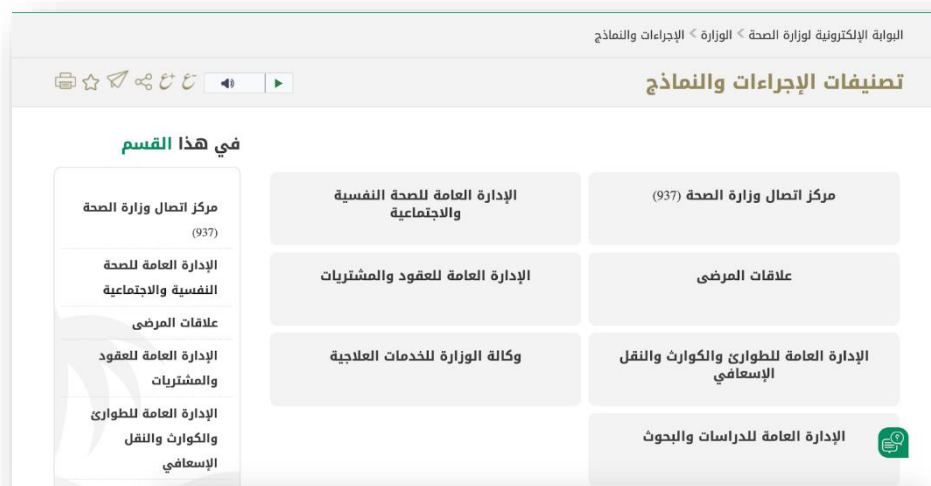 البوابة الإلكترونية لوزارة الصحة > الوزارة > الإجراءات والنماذج
تصنيفات الإجراءات والنماذج
ع+ ع-
مركز اتصال وزارة الصحة (937)
الإدارة العامة للصحة النفسية
والاجتماعية
علاقات المرضى
الإدارة العامة للعقود والمشتريات
الإدارة العامة للطوارئ والكوارث والنقل
الإسعافي
وكالة الوزارة للخدمات العلاجية
الإدارة العامة للدراسات والبحوث
في هذا القسم
مركز اتصال وزارة الصحة
(937)
الإدارة العامة للصحة
النفسية والاجتماعية
علاقات المرضى
الإدارة العامة للعقود
والمشتريات
الإدارة العامة للطوارئ
والكوارث والنقل
الإسعافي